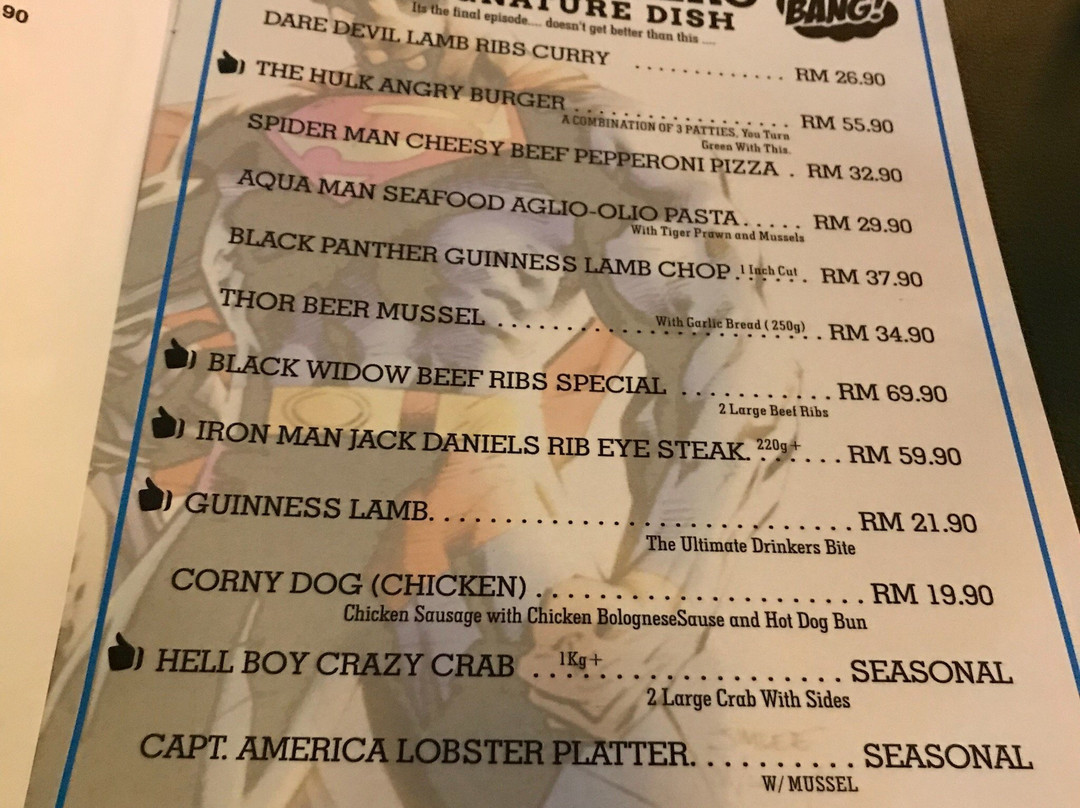 90
SIGNATURE DISH
BANG!
Its the final episode.... doesn't get better than this ....
DARE DEVIL LAMB RIBS CURRY ............. RM 26.90
THE HULK ANGRY BURGER ................ RM 55.90
A COMBINATION OF 3 PATTIES, You Turn
Green With This.
SPIDER MAN CHEESY BEEF PEPPERONI PIZZA . RM 32.90
AQUA MAN SEAFOOD AGLIO-OLIO PASTA..... RM 29.90
With Tiger Prawn and Mussels
BLACK PANTHER GUINNESS LAMB CHOP 1 Inch Cut ...... RM 37.90
THOR BEER MUSSEL .......... With Garlic Bread ( 250g) .. RM 34.90
BLACK WIDOW BEEF RIBS SPECIAL ........... RM 69.90
2 Large Beef Ribs
IRON MAN JACK DANIELS RIB EYE STEAK. 220g+ ...... RM 59.90
GUINNESS LAMB............................. RM 21.90
The Ultimate Drinkers Bite
CORNY DOG (CHICKEN) ...................... RM 19.90
Chicken Sausage with Chicken BologneseSause and Hot Dog Bun
HELL BOY CRAZY CRAB 1Kg+ .................... SEASONAL
2 Large Crab With Sides
CAPT. AMERICA LOBSTER PLATTER.......... SEASONAL
W/ MUSSEL